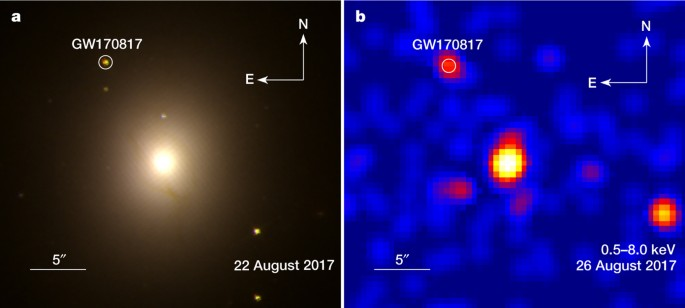 a
GW170817
N
E
5″
22 August 2017
b
GW170817
N
E
5″
0.5–8.0 keV
26 August 2017